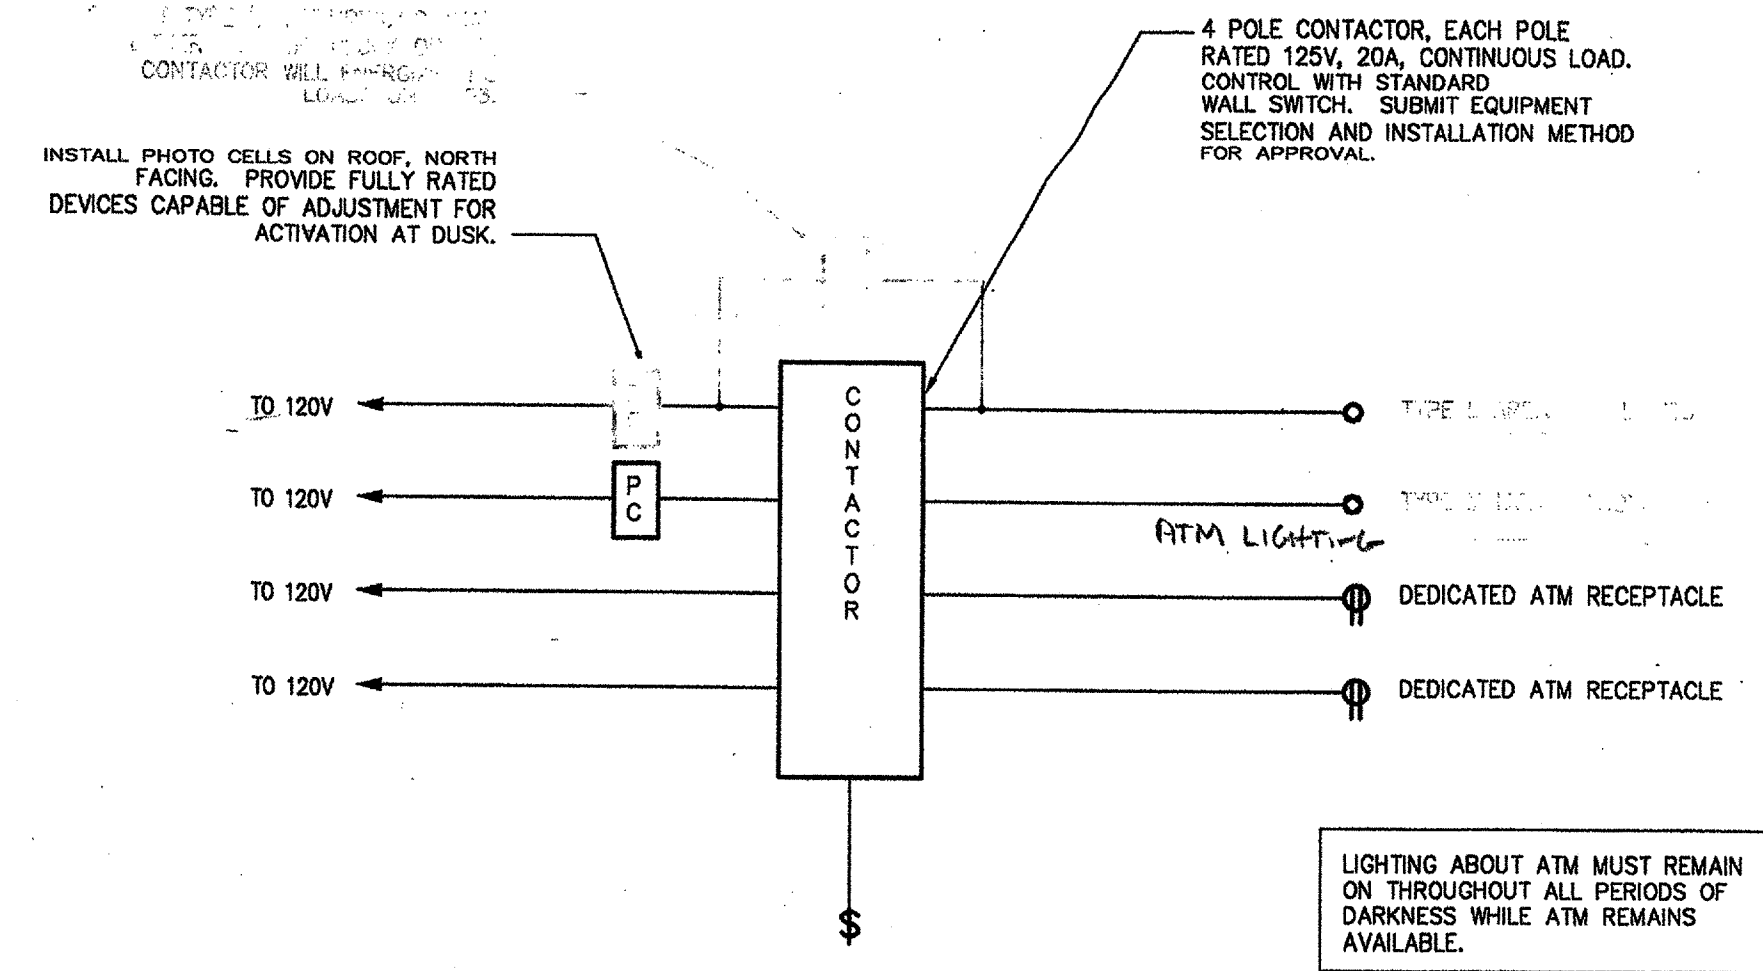 CONTACTOR WILL
4 POLE CONTACTOR, EACH POLE
RATED 125V, 20A, CONTINUOUS LOAD.
CONTROL WITH STANDARD
WALL SWITCH. SUBMIT EQUIPMENT
SELECTION AND INSTALLATION METHOD
FOR APPROVAL.
INSTALL PHOTO CELLS ON ROOF, NORTH
FACING. PROVIDE FULLY RATED
DEVICES CAPABLE OF ADJUSTMENT FOR
ACTIVATION AT DUSK.
TO 120V
TO 120V
PC
TO 120V
TO 120V
CONTACTOR
TYPE
TYPE
ATM LIGHTING
DEDICATED ATM RECEPTACLE
DEDICATED ATM RECEPTACLE
$
LIGHTING ABOUT ATM MUST REMAIN
ON THROUGHOUT ALL PERIODS OF
DARKNESS WHILE ATM REMAINS
AVAILABLE.